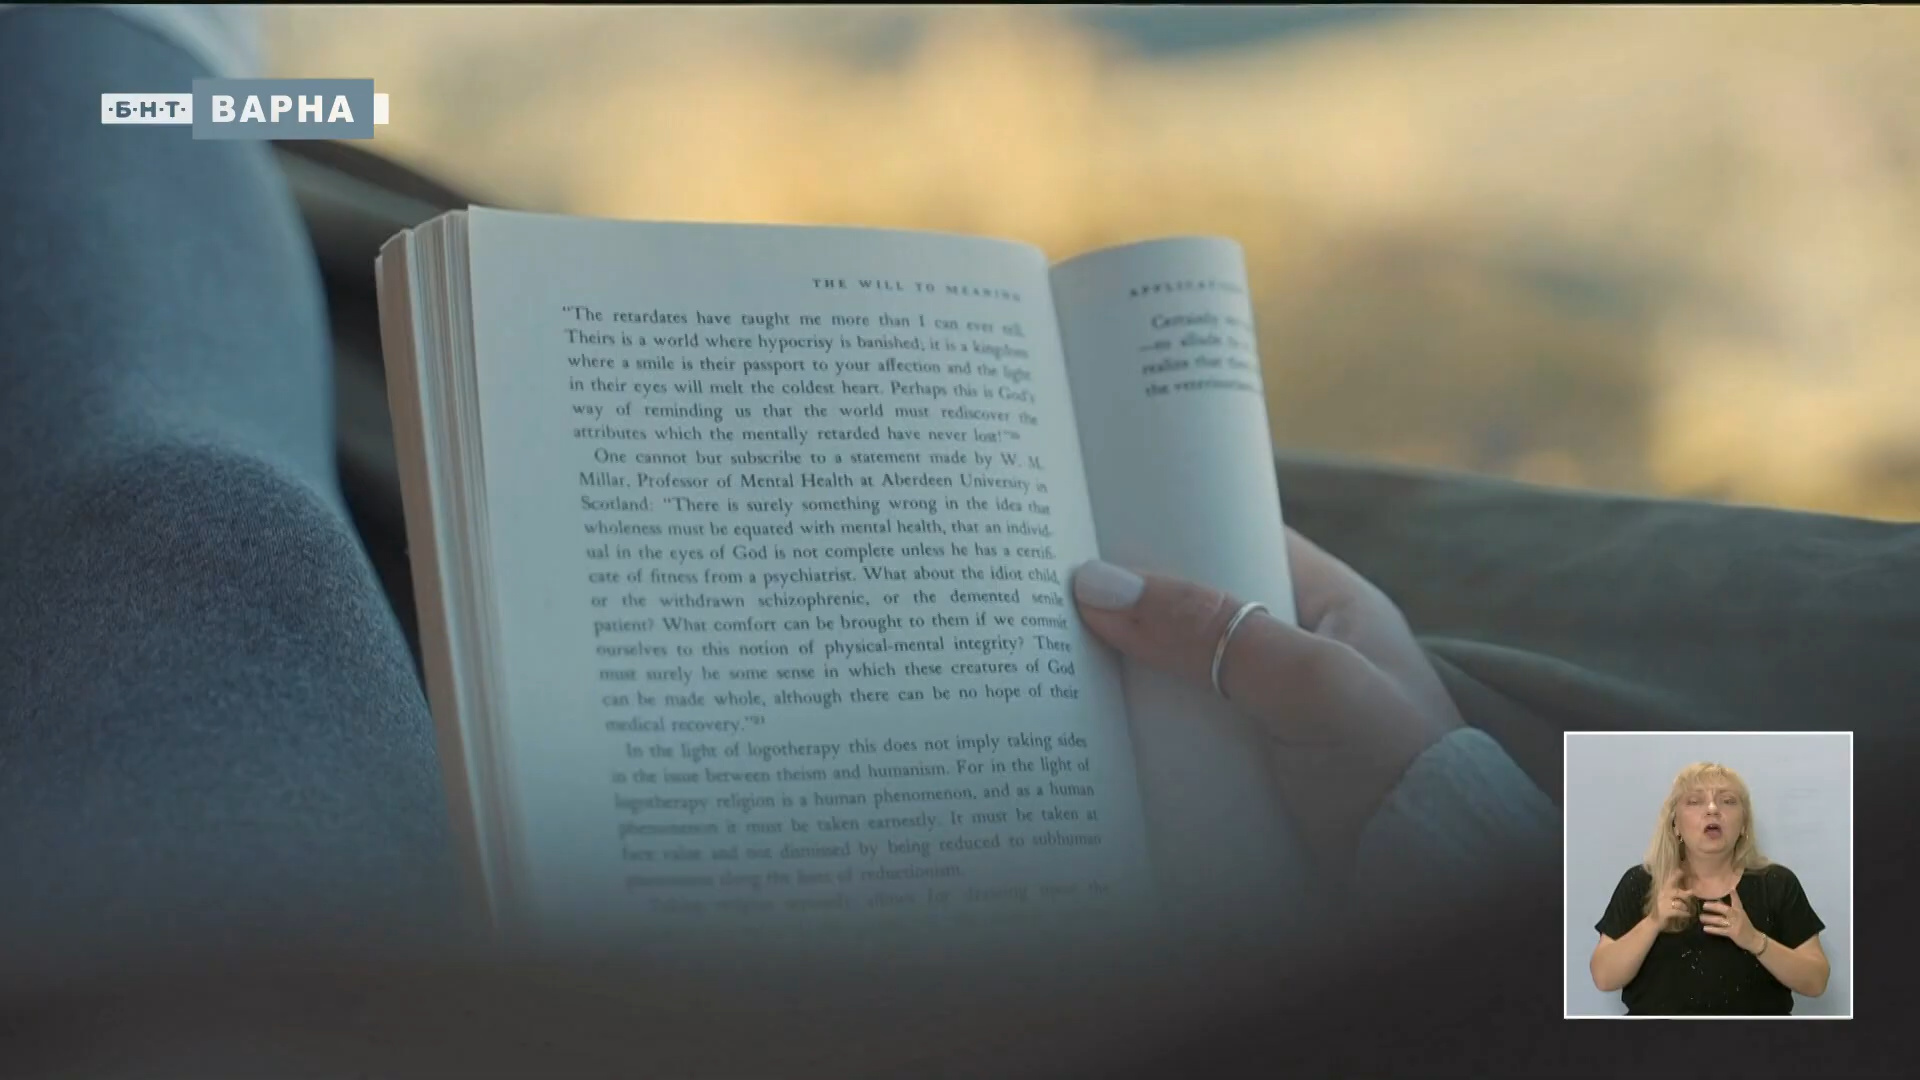 ·Б·Н·Т· ВАРНА
THE WILL TO MEANING
"The retardates have taught me more than I can ever tell.
Theirs is a world where hypocrisy is banished; it is a kingdom
where a smile is their passport to your affection and the light
in their eyes will melt the coldest heart. Perhaps this is God's
way of reminding us that the world must rediscover the
attributes which the mentally retarded have never lost!"
One cannot but subscribe to a statement made by W. M.
Millar, Professor of Mental Health at Aberdeen University in
Scotland: "There is surely something wrong in the idea that
wholeness must be equated with mental health, that an individ-
ual in the eyes of God is not complete unless he has a certifi-
cate of fitness from a psychiatrist. What about the idiot child,
or the withdrawn schizophrenic, or the demented senile
patient? What comfort can be brought to them if we commit
ourselves to this notion of physical-mental integrity? There
must surely be some sense in which these creatures of God
can be made whole, although there can be no hope of their
medical recovery."²¹
In the light of logotherapy this does not imply taking sides
in the issue between theism and humanism. For in the light of
logotherapy religion is a human phenomenon, and as a human
phenomenon it must be taken earnestly. It must be taken at
face value and not dismissed by being reduced to subhuman
phenomena along the lines of reductionism.
Certainly
realize that
the